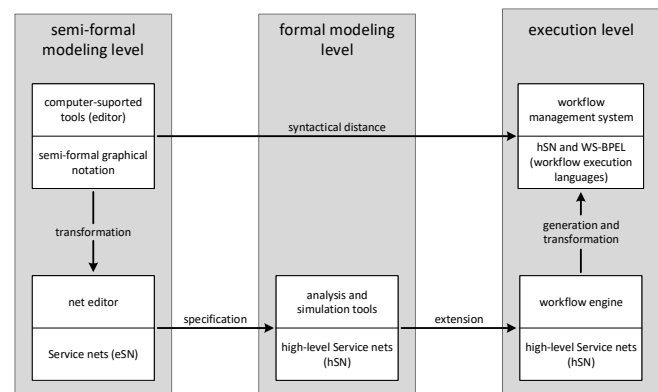 semi-formal
modeling level
formal modeling
level
execution level
computer-suported
tools (editor)
semi-formal graphical
notation
syntactical distance
workflow
management system
hSN and WS-BPEL
(workflow execution
languages)
transformation
generation and
transformation
net editor
Service nets (eSN)
specification
analysis and
simulation tools
high-level Service nets
(hSN)
extension
workflow engine
high-level Service nets
(hSN)